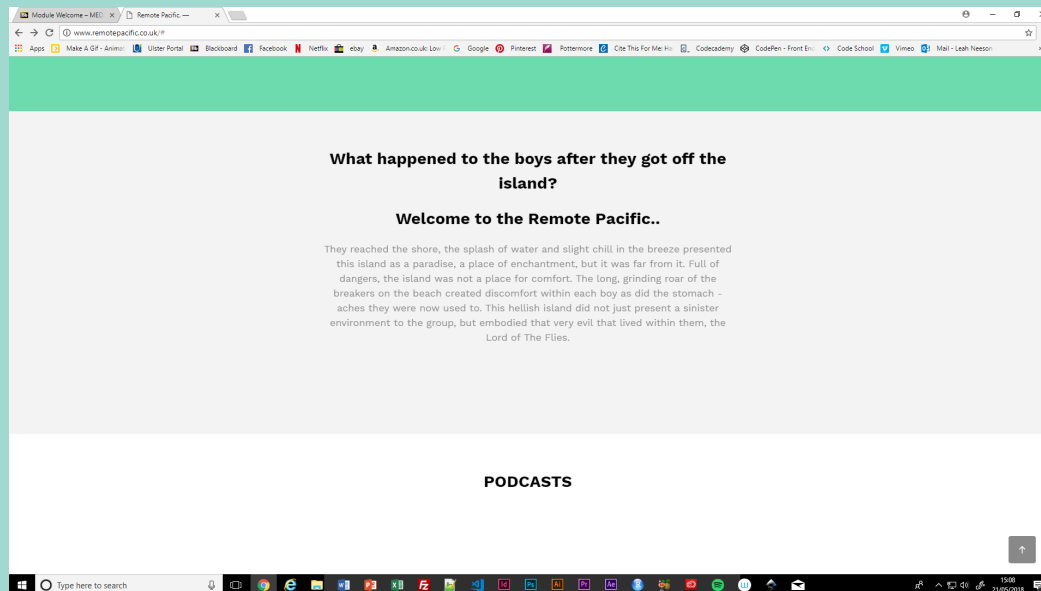 Module Welcome – MED
Remote Pacific. —
www.remotepacific.co.uk/#
Apps Make A Gif - Animat Ulster Portal Blackboard Facebook Netflix ebay Amazon.co.uk: Low Google Pinterest Pottermore Cite This For Me: Ha Codecademy CodePen - Front En Code School Vimeo Mail - Leah Neeson
What happened to the boys after they got off the
island?
Welcome to the Remote Pacific..
They reached the shore, the splash of water and slight chill in the breeze presented
this island as a paradise, a place of enchantment, but it was far from it. Full of
dangers, the island was not a place for comfort. The long, grinding roar of the
breakers on the beach created discomfort within each boy as did the stomach -
aches they were now used to. This hellish island did not just present a sinister
environment to the group, but embodied that very evil that lived within them, the
Lord of The Flies.
PODCASTS
Type here to search
15:08
21/05/2018